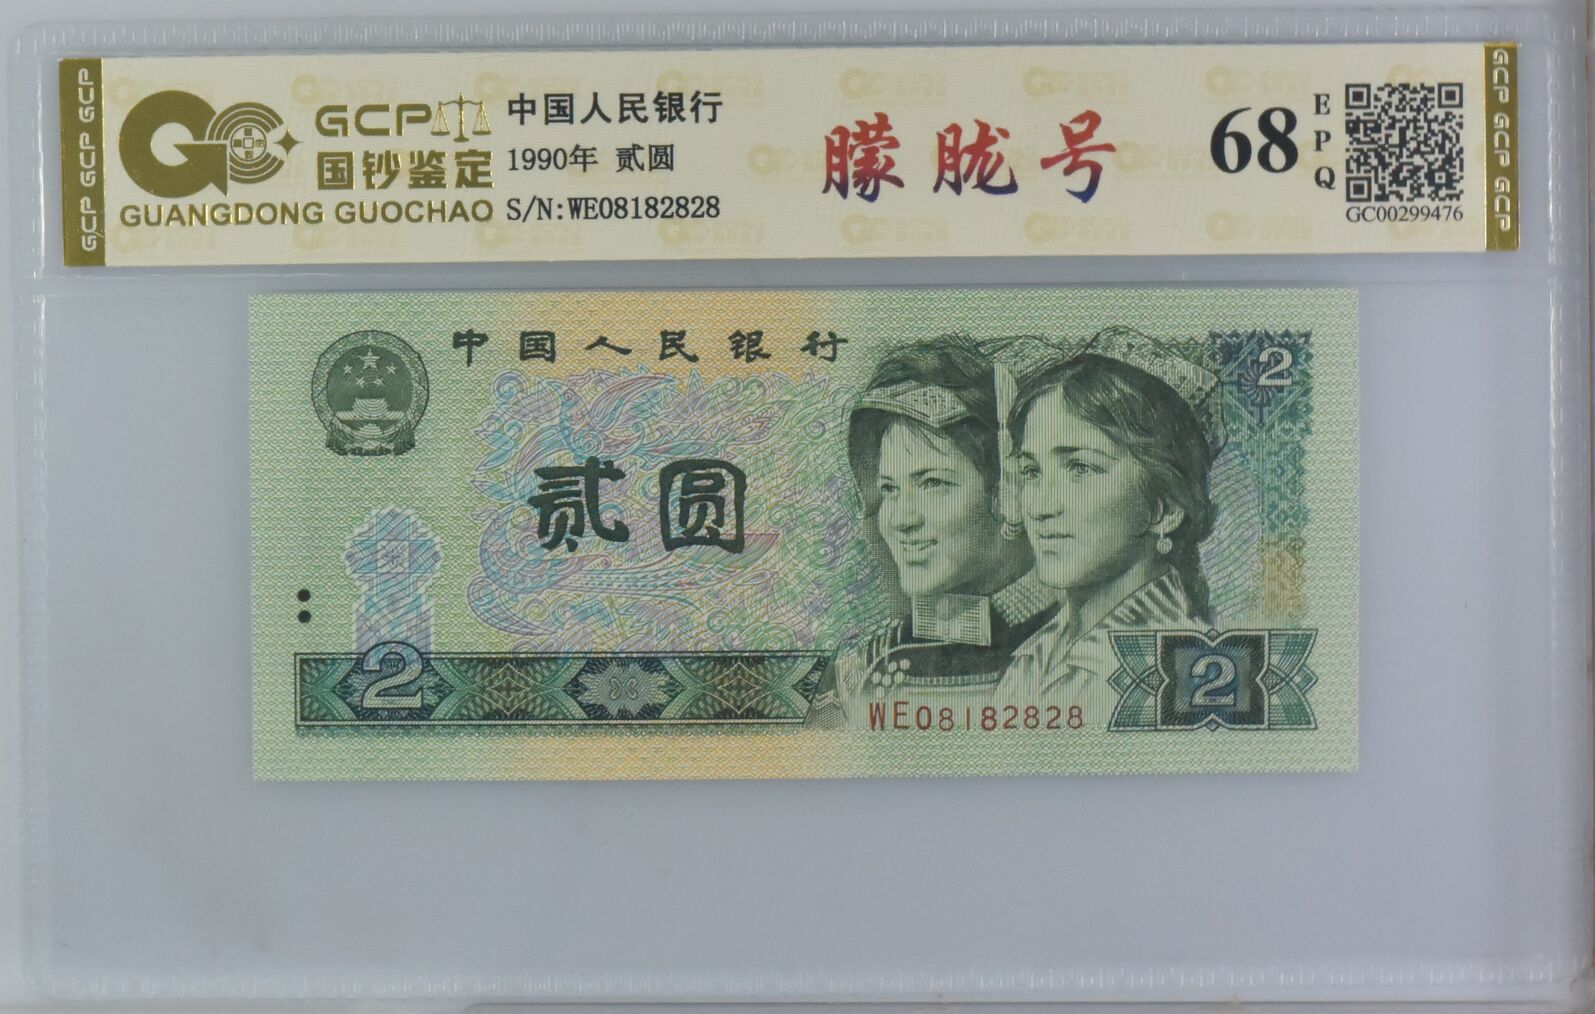 GCP GCP GCP
GCP
国钞鉴定
GUANGDONG GUOCHAO
中国人民银行
1990年 贰圆
S/N:WE08182828
朦胧号
68
EPQ
GC00299476
GCP GCP GCP
中国人民银行
2
贰圆
2
WE08182828
2